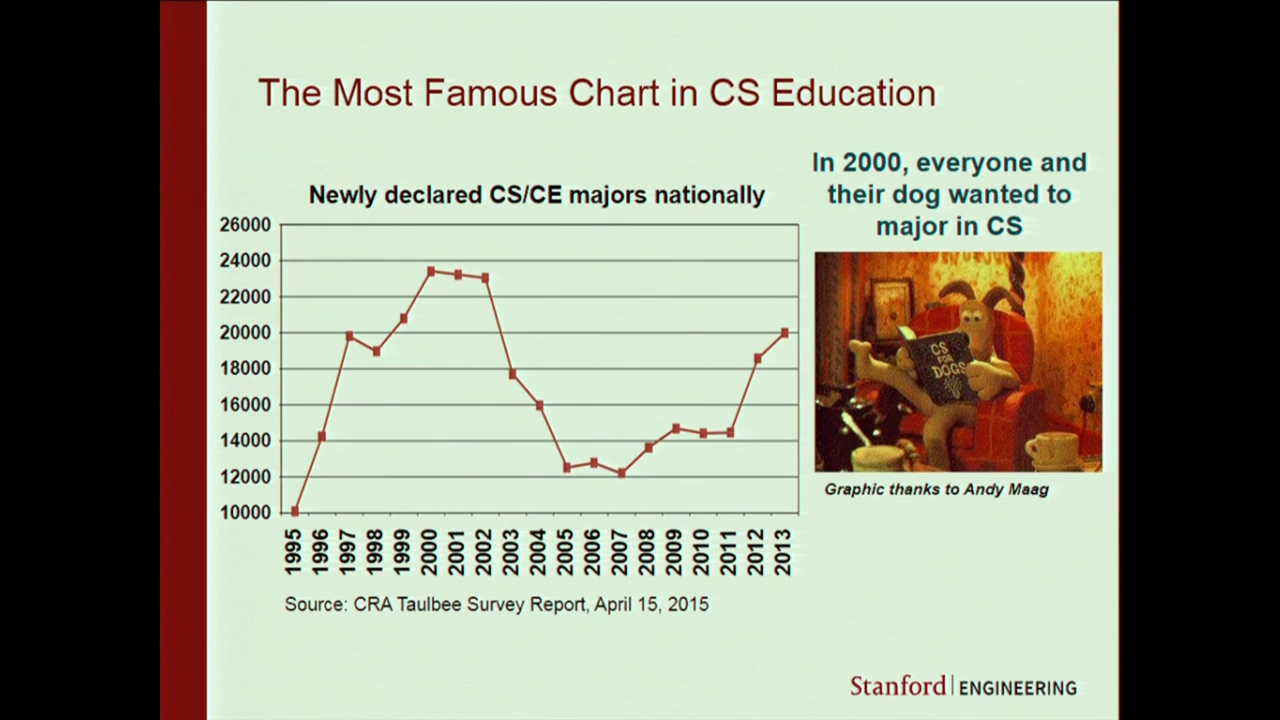 The Most Famous Chart in CS Education
In 2000, everyone and
their dog wanted to
major in CS
Newly declared CS/CE majors nationally
26000
24000
22000
20000
18000
16000
14000
12000
10000
1995
1996
1997
1998
1999
2000
2001
2002
2003
2004
2005
2006
2007
2008
2009
2010
2011
2012
2013
CS
FOR
DOGS
Graphic thanks to Andy Maag
Source: CRA Taulbee Survey Report, April 15, 2015
Stanford | ENGINEERING